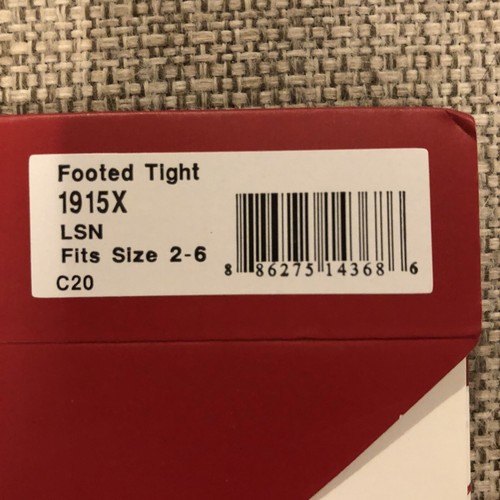 Footed Tight
1915X
LSN
Fits Size 2-6
C20
8 86275 14368 6